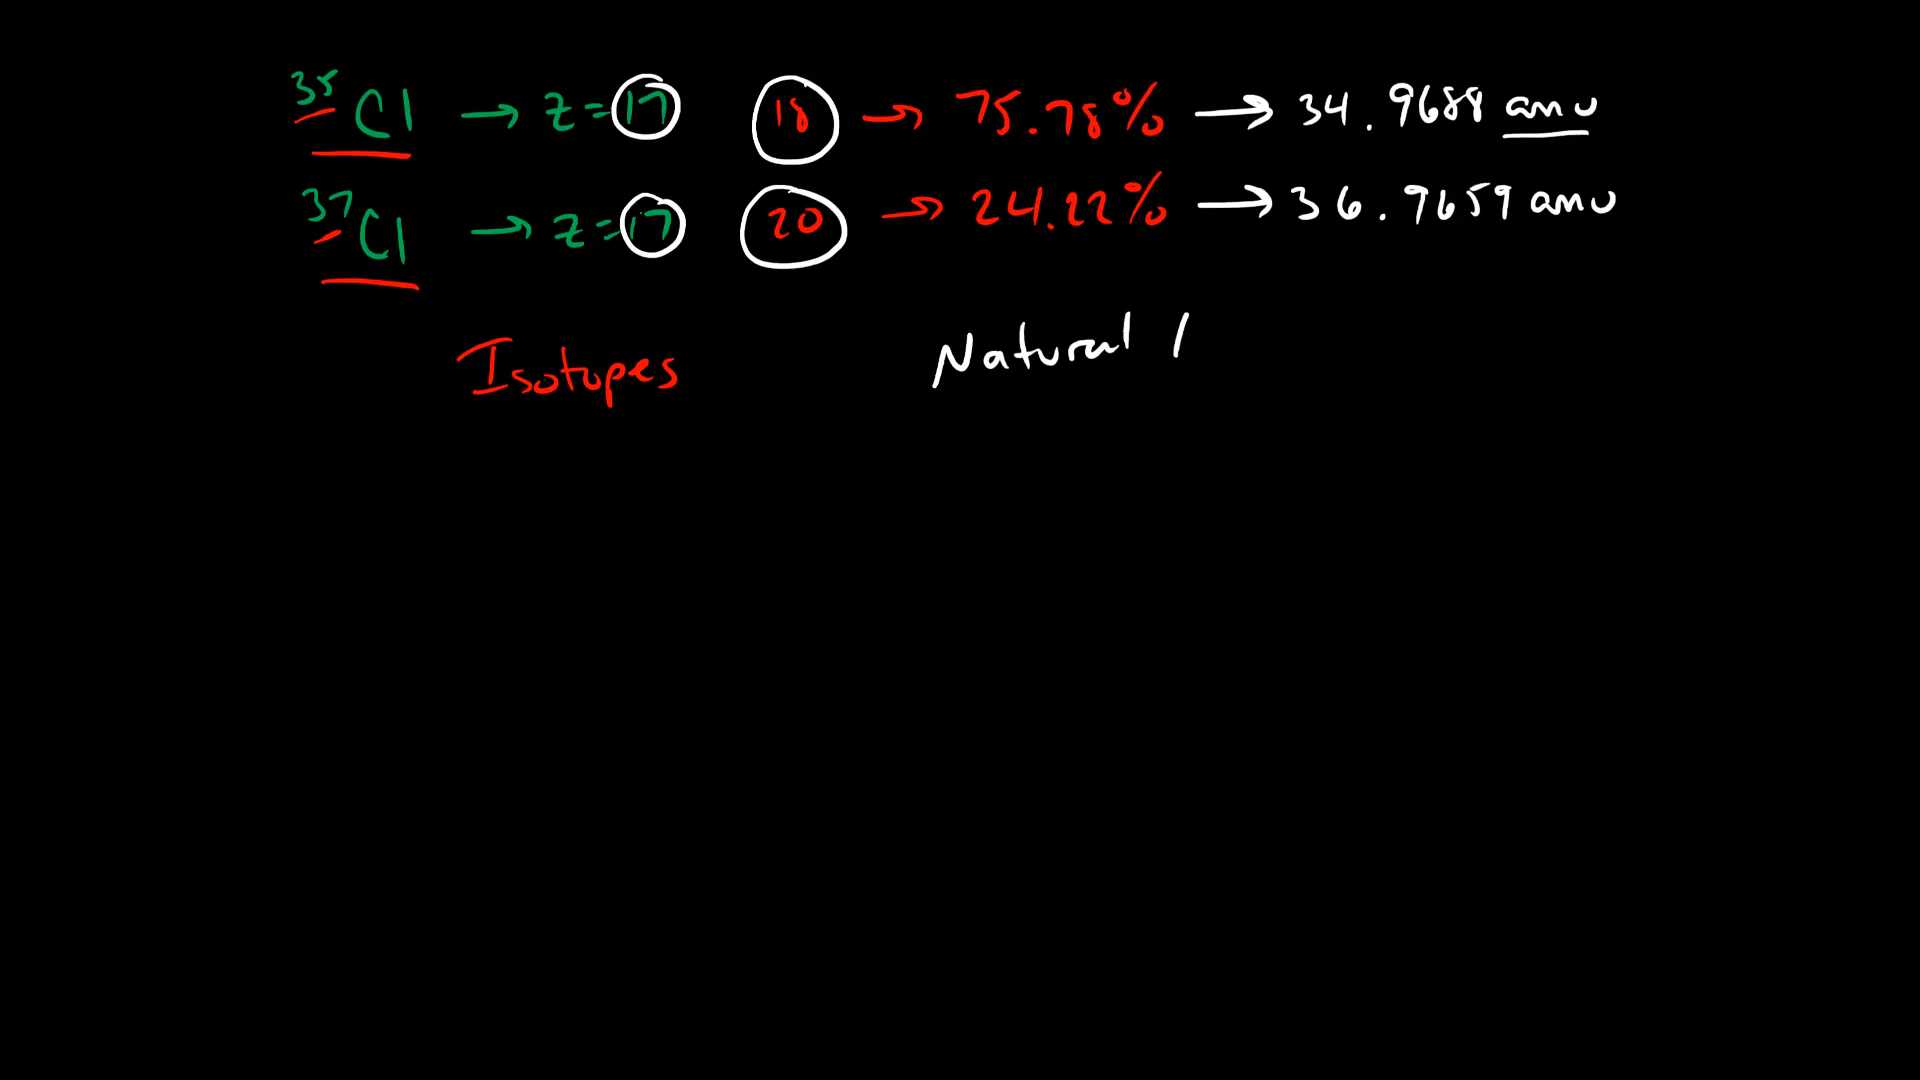 ³⁵Cl → z=17 18 → 75.78% → 34.9688 amu
³⁷Cl → z=17 20 → 24.22% → 36.9659 amu
Isotopes Natural